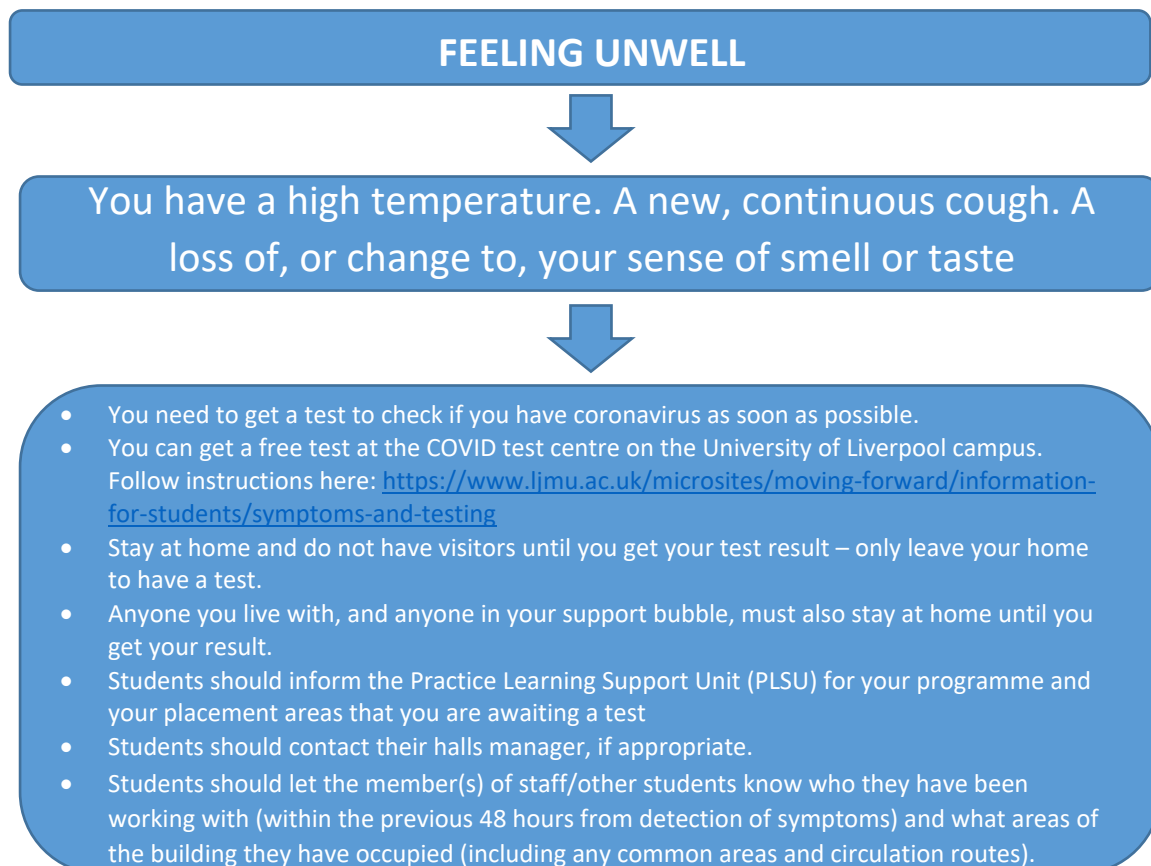 FEELING UNWELL
You have a high temperature. A new, continuous cough. A
loss of, or change to, your sense of smell or taste
• You need to get a test to check if you have coronavirus as soon as possible.
• You can get a free test at the COVID test centre on the University of Liverpool campus.
Follow instructions here: https://www.ljmu.ac.uk/microsites/moving-forward/information-
for-students/symptoms-and-testing
• Stay at home and do not have visitors until you get your test result – only leave your home
to have a test.
• Anyone you live with, and anyone in your support bubble, must also stay at home until you
get your result.
• Students should inform the Practice Learning Support Unit (PLSU) for your programme and
your placement areas that you are awaiting a test
• Students should contact their halls manager, if appropriate.
• Students should let the member(s) of staff/other students know who they have been
working with (within the previous 48 hours from detection of symptoms) and what areas of
the building they have occupied (including any common areas and circulation routes).